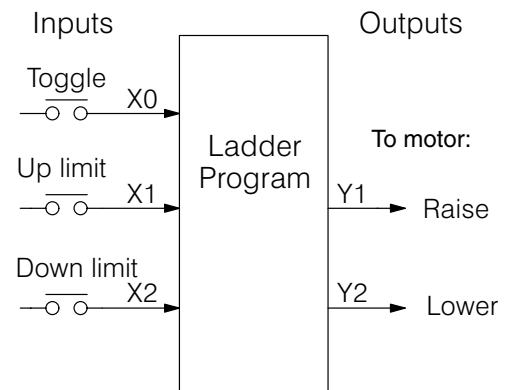 Inputs
Outputs
Toggle
X0
Ladder
Program
To motor:
Up limit
X1
Y1
Raise
Down limit
X2
Y2
Lower